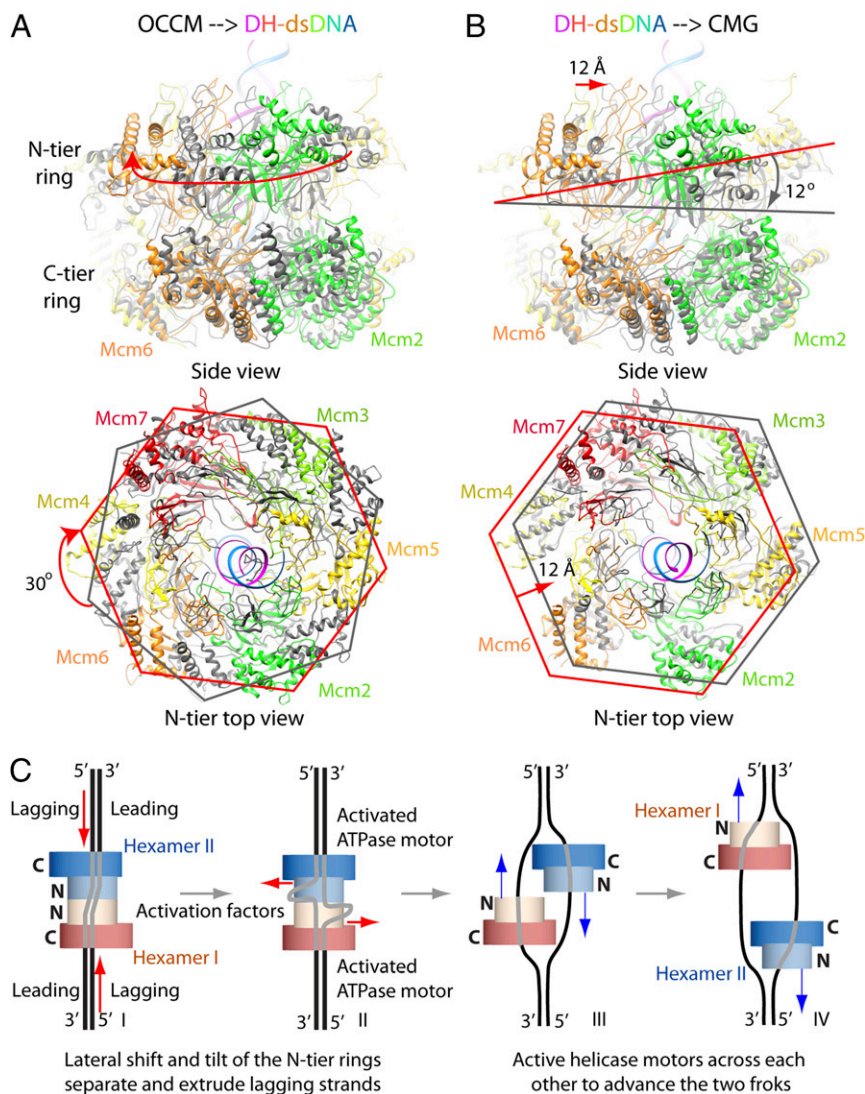 A
OCCM --> DH-dsDNA
N-tier
ring
C-tier
ring
Mcm6
Mcm2
Side view
Mcm7
Mcm3
Mcm4
Mcm5
30°
Mcm6
Mcm2
N-tier top view
B
DH-dsDNA --> CMG
12 Å
12°
Mcm6
Mcm2
Side view
Mcm7
Mcm3
Mcm4
Mcm5
12 Å
Mcm6
Mcm2
N-tier top view
C
5′ 3′
Lagging
Leading
Hexamer II
C
N
N
C
Activation factors
Hexamer I
Leading
Lagging
3′ 5′ I
5′ 3′
Activated
ATPase motor
Activated
ATPase motor
3′ 5′ II
Lateral shift and tilt of the N-tier rings
separate and extrude lagging strands
5′ 3′
C
N
N
C
3′ 5′ III
5′ 3′
Hexamer I
N
C
C
N
Hexamer II
3′ 5′ IV
Active helicase motors across each
other to advance the two froks